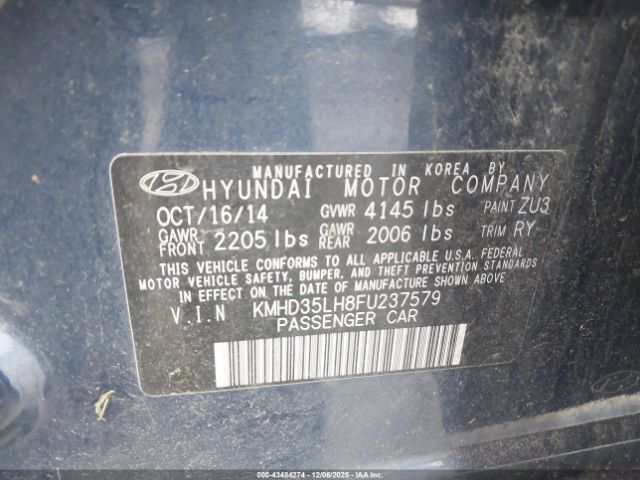 MANUFACTURED IN KOREA BY
HYUNDAI MOTOR COMPANY
OCT/16/14 GVWR 4145 lbs PAINT ZU3
GAWR FRONT 2205 lbs GAWR REAR 2006 lbs TRIM RY
THIS VEHICLE CONFORMS TO ALL APPLICABLE U.S.A. FEDERAL
MOTOR VEHICLE SAFETY, BUMPER, AND THEFT PREVENTION
STANDARDS IN EFFECT ON THE DATE OF MANUFACTURE SHOWN ABOVE
V.I.N KMHD35LH8FU237579
PASSENGER CAR
000-43484274 - 12/06/2025 - IAAI.COM